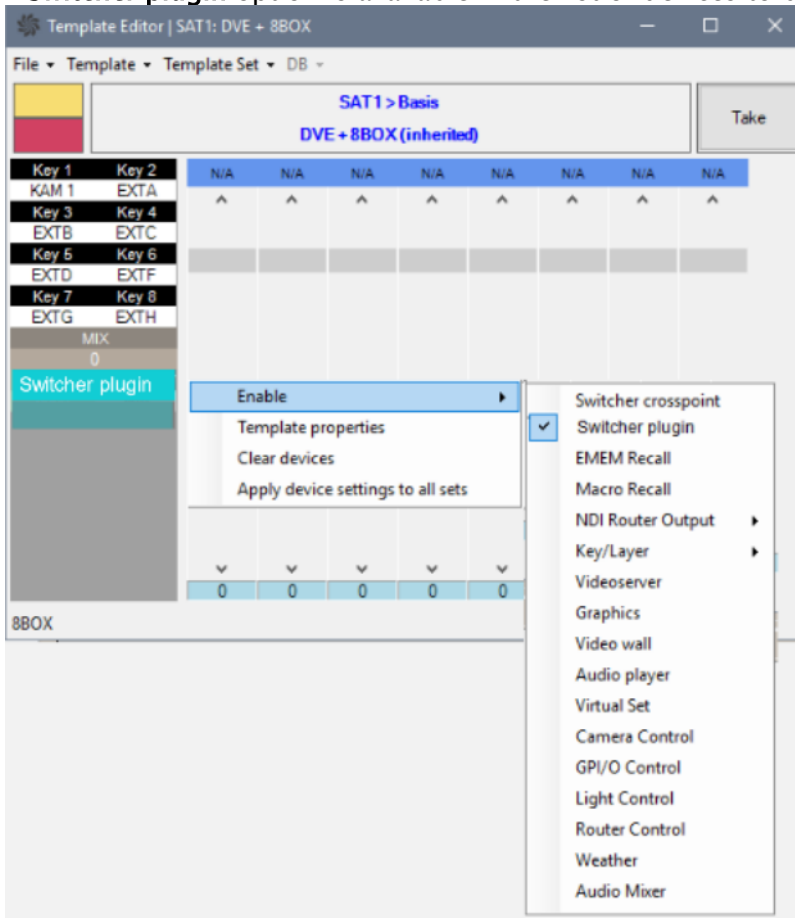 Template Editor | SAT1: DVE + 8BOX
File Template Template Set DB
SAT1 > Basis
DVE + 8BOX (inherited)
Take
Key 1 Key 2
KAM 1 EXTA
Key 3 Key 4
EXTB EXTC
Key 5 Key 6
EXTD EXTF
Key 7 Key 8
EXTG EXTH
MIX
0
Switcher plugin
N/A N/A N/A N/A N/A N/A N/A N/A
Enable
Template properties
Clear devices
Apply device settings to all sets
Switcher crosspoint
Switcher plugin
EMEM Recall
Macro Recall
NDI Router Output
Key/Layer
Videoserver
Graphics
Video wall
Audio player
Virtual Set
Camera Control
GPI/O Control
Light Control
Router Control
Weather
Audio Mixer
0 0 0 0 0
8BOX